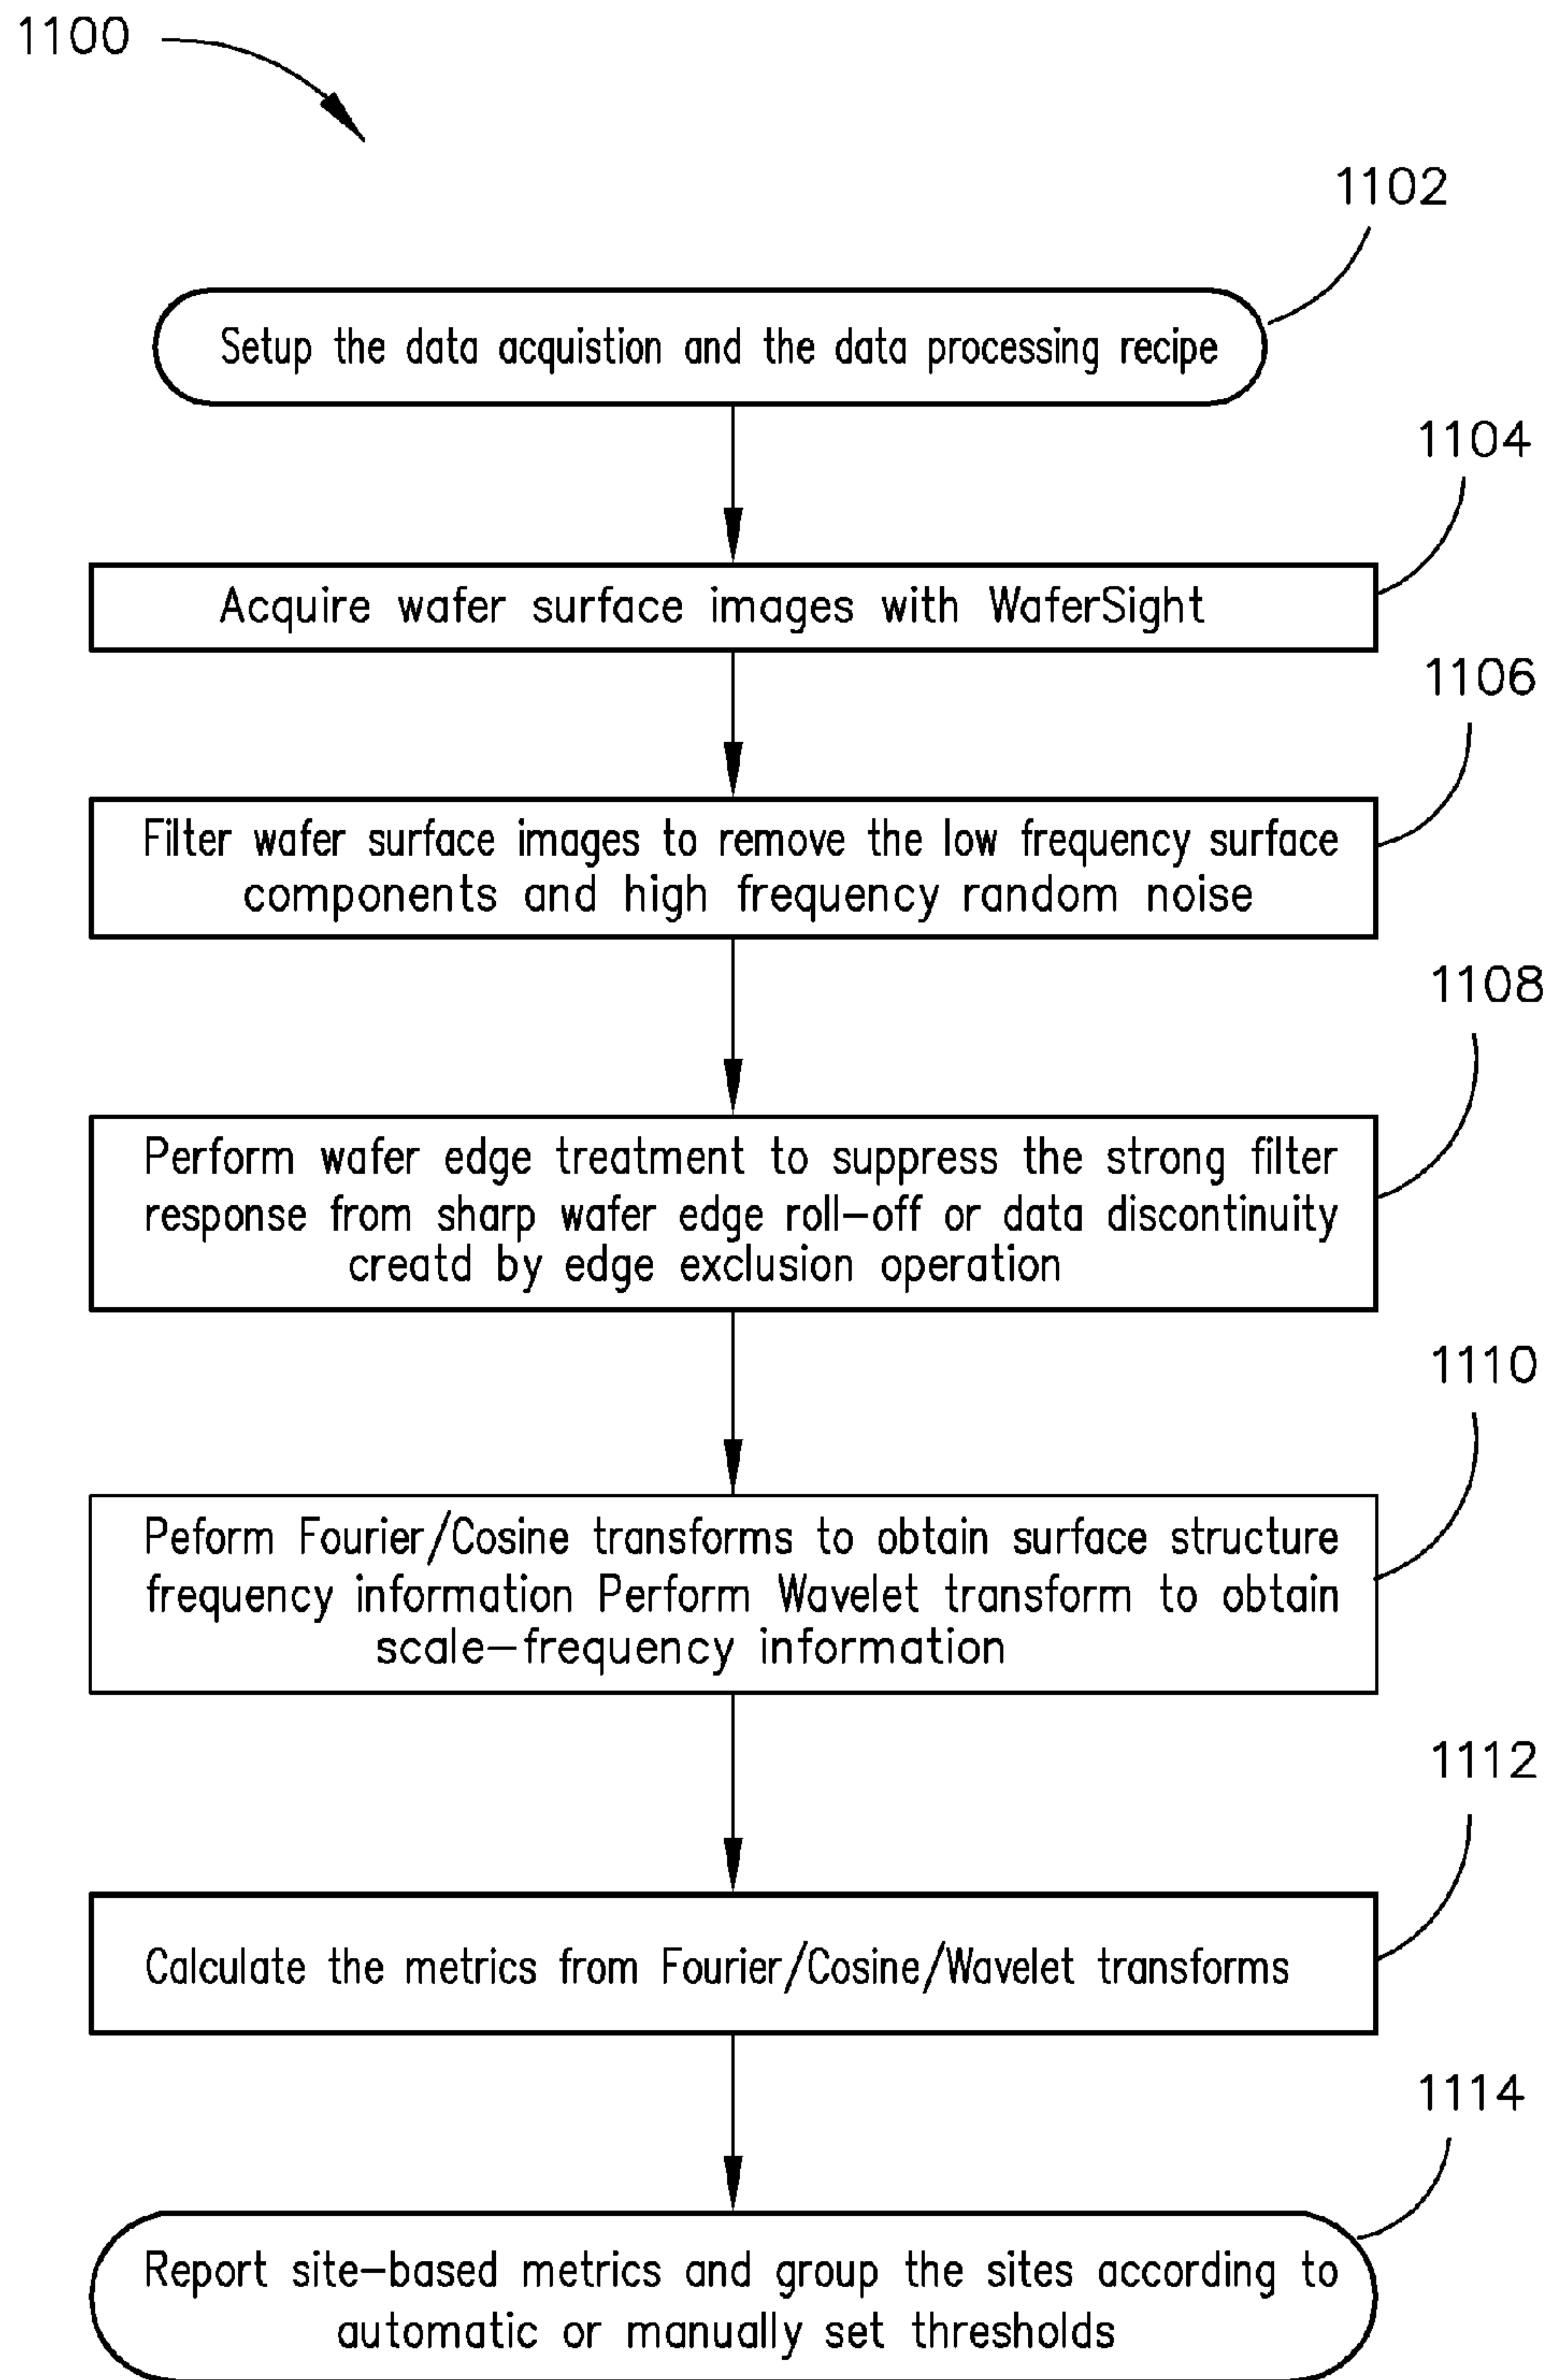 1100
1102
Setup the data acquistion and the data processing recipe
1104
Acquire wafer surface images with WaferSight
1106
Filter wafer surface images to remove the low frequency surface
components and high frequency random noise
1108
Perform wafer edge treatment to suppress the strong filter
response from sharp wafer edge roll-off or data discontinuity
creatd by edge exclusion operation
1110
Peform Fourier/Cosine transforms to obtain surface structure
frequency information Perform Wavelet transform to obtain
scale-frequency information
1112
Calculate the metrics from Fourier/Cosine/Wavelet transforms
1114
Report site-based metrics and group the sites according to
automatic or manually set thresholds